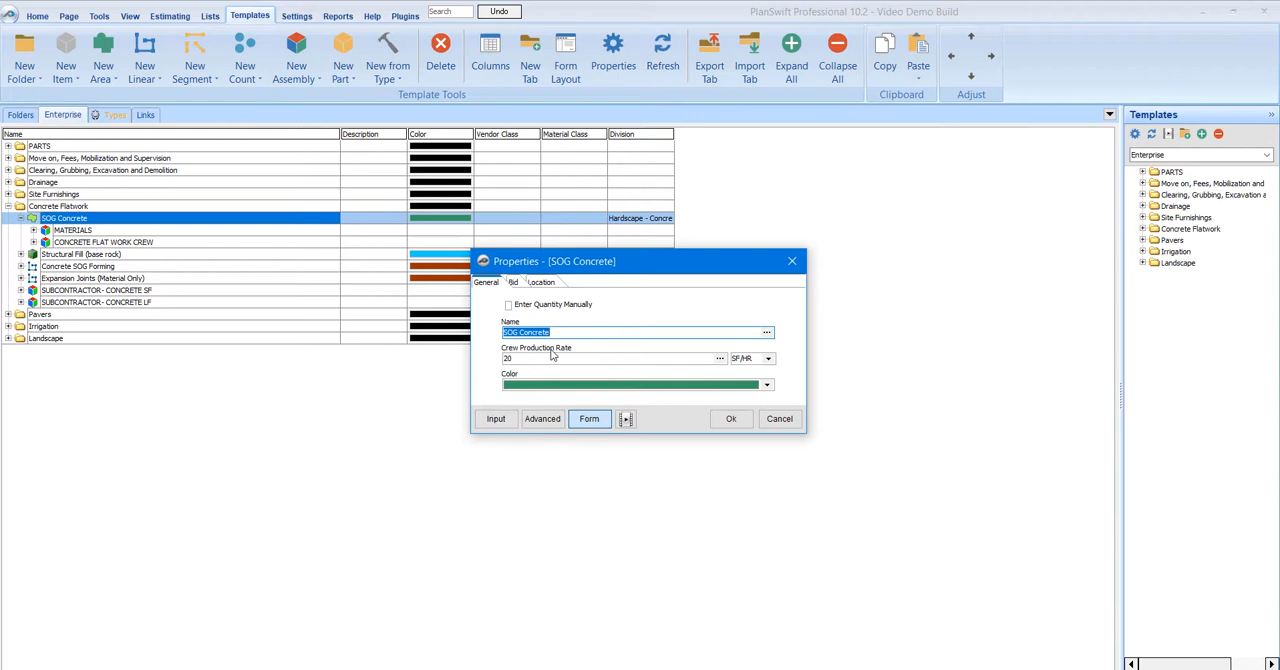 Home Page Tools View Estimating Lists Templates Settings Reports Help Plugins Search Undo PlanSwift Professional 10.2 - Video Demo Build
New Folder New Item New Area New Linear New Segment New Count New Assembly New Part New from Type Delete Columns New Tab Form Layout Properties Refresh Export Tab Import Tab Expand All Collapse All Copy Paste
Template Tools Clipboard Adjust
Folders Enterprise Types Links
Name Description Color Vendor Class Material Class Division
PARTS
Move on, Fees, Mobilization and Supervision
Clearing, Grubbing, Excavation and Demolition
Drainage
Site Furnishings
Concrete Flatwork
SOG Concrete Hardscape - Concre
MATERIALS
CONCRETE FLAT WORK CREW
Structural Fill (base rock)
Concrete SOG Forming
Expansion Joints (Material Only)
SUBCONTRACTOR - CONCRETE SF
SUBCONTRACTOR - CONCRETE LF
Pavers
Irrigation
Landscape
Properties - [SOG Concrete]
General Bid Location
Enter Quantity Manually
Name
SOG Concrete
Crew Production Rate
20 SF/HR
Color
Input Advanced Form Ok Cancel
Templates
Enterprise
PARTS
Move on, Fees, Mobilization and
Clearing, Grubbing, Excavation a
Drainage
Site Furnishings
Concrete Flatwork
Pavers
Irrigation
Landscape